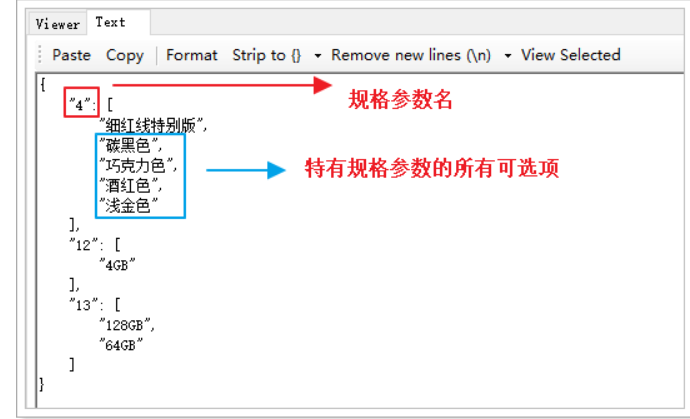 Viewer Text
Paste Copy Format Strip to {} Remove new lines (\n) View Selected
{
"4": [
规格参数名
"细红线特别版",
"碳黑色",
"巧克力色",
特有规格参数的所有可选项
"酒红色",
"浅金色"
],
"12": [
"4GB"
],
"13": [
"128GB",
"64GB"
]
}